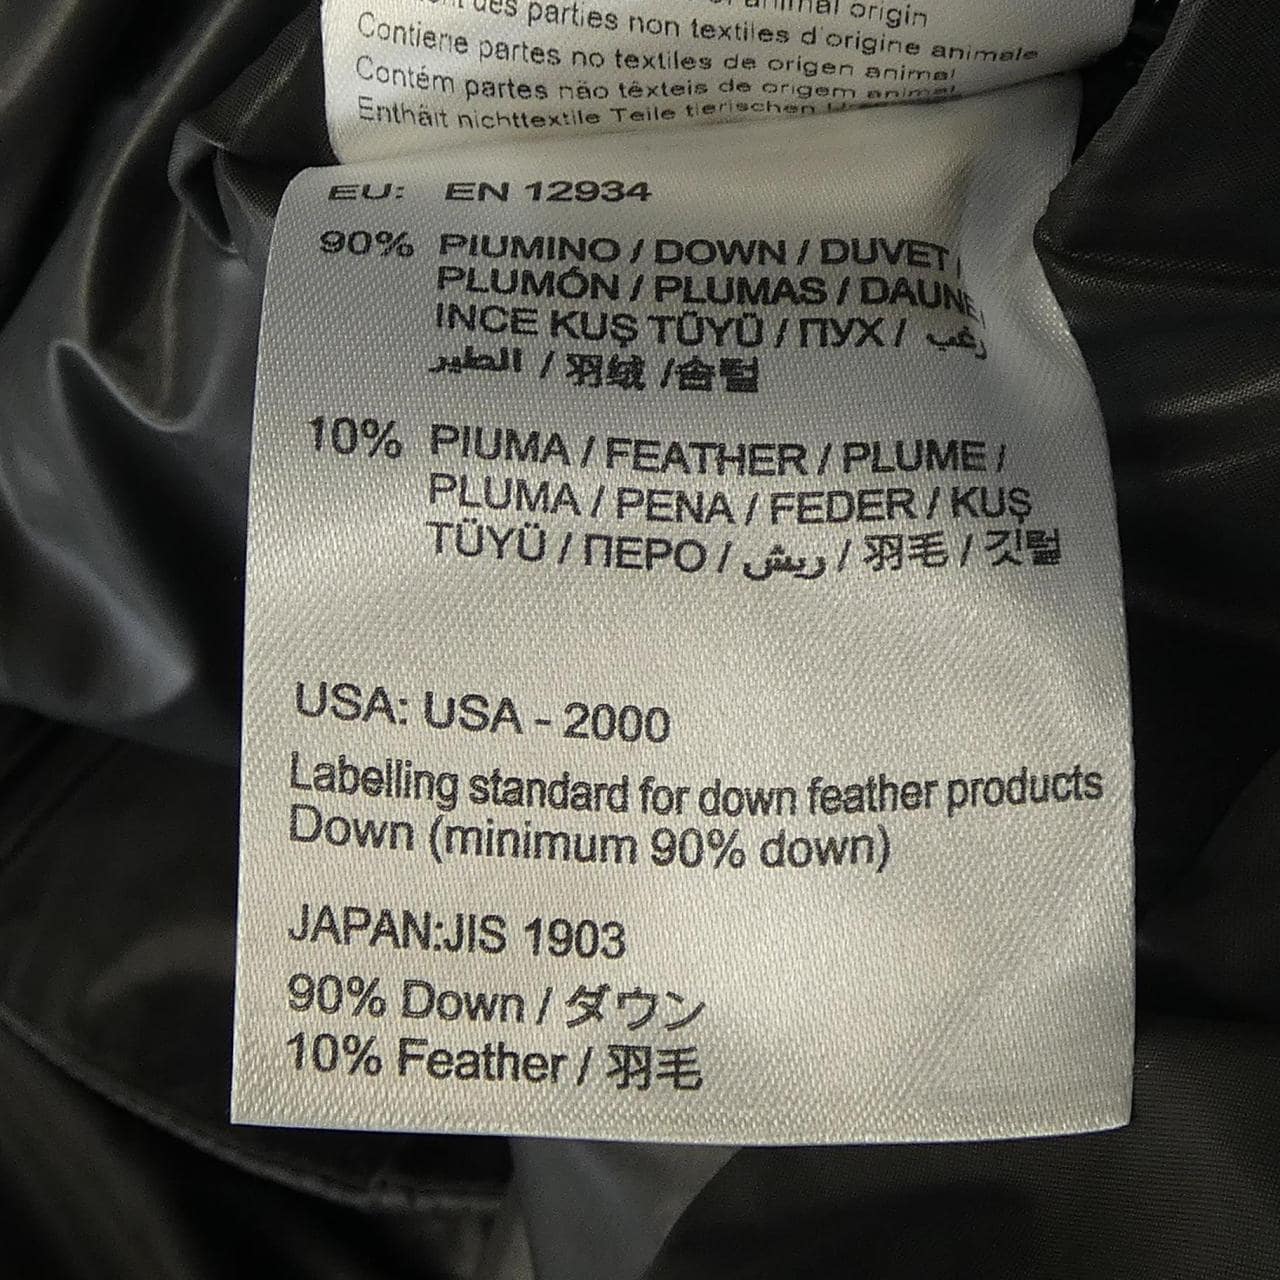 animal origin
des parties non textiles d'origine animale
Contiene partes no textiles de origen animal
Contém partes não têxteis de origem animal
Enthält nichttextile Teile tierischen
EU: EN 12934
90% PIUMINO / DOWN / DUVET /
PLUMÓN / PLUMAS / DAUNE /
INCE KUŞ TÜYÜ / ПУХ / زغب
الطير / 羽绒 / 솜털
10% PIUMA / FEATHER / PLUME /
PLUMA / PENA / FEDER / KUŞ
TÜYÜ / ПЕРО / ريش / 羽毛 / 깃털
USA: USA - 2000
Labelling standard for down feather products
Down (minimum 90% down)
JAPAN:JIS 1903
90% Down / ダウン
10% Feather / 羽毛